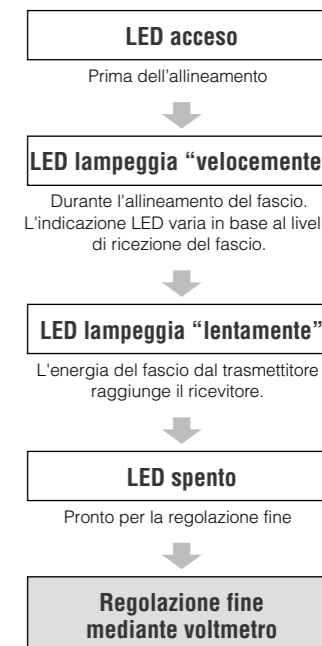 LED acceso
Prima dell'allineamento
LED lampeggia “velocemente
Durante l'allineamento del fascio.
L'indicazione LED varia in base al livel
di ricezione del fascio.
LED lampeggia “lentamente”
L'energia del fascio dal trasmettitore
raggiunge il ricevitore.
LED spento
Pronto per la regolazione fine
Regolazione fine
mediante voltmetro